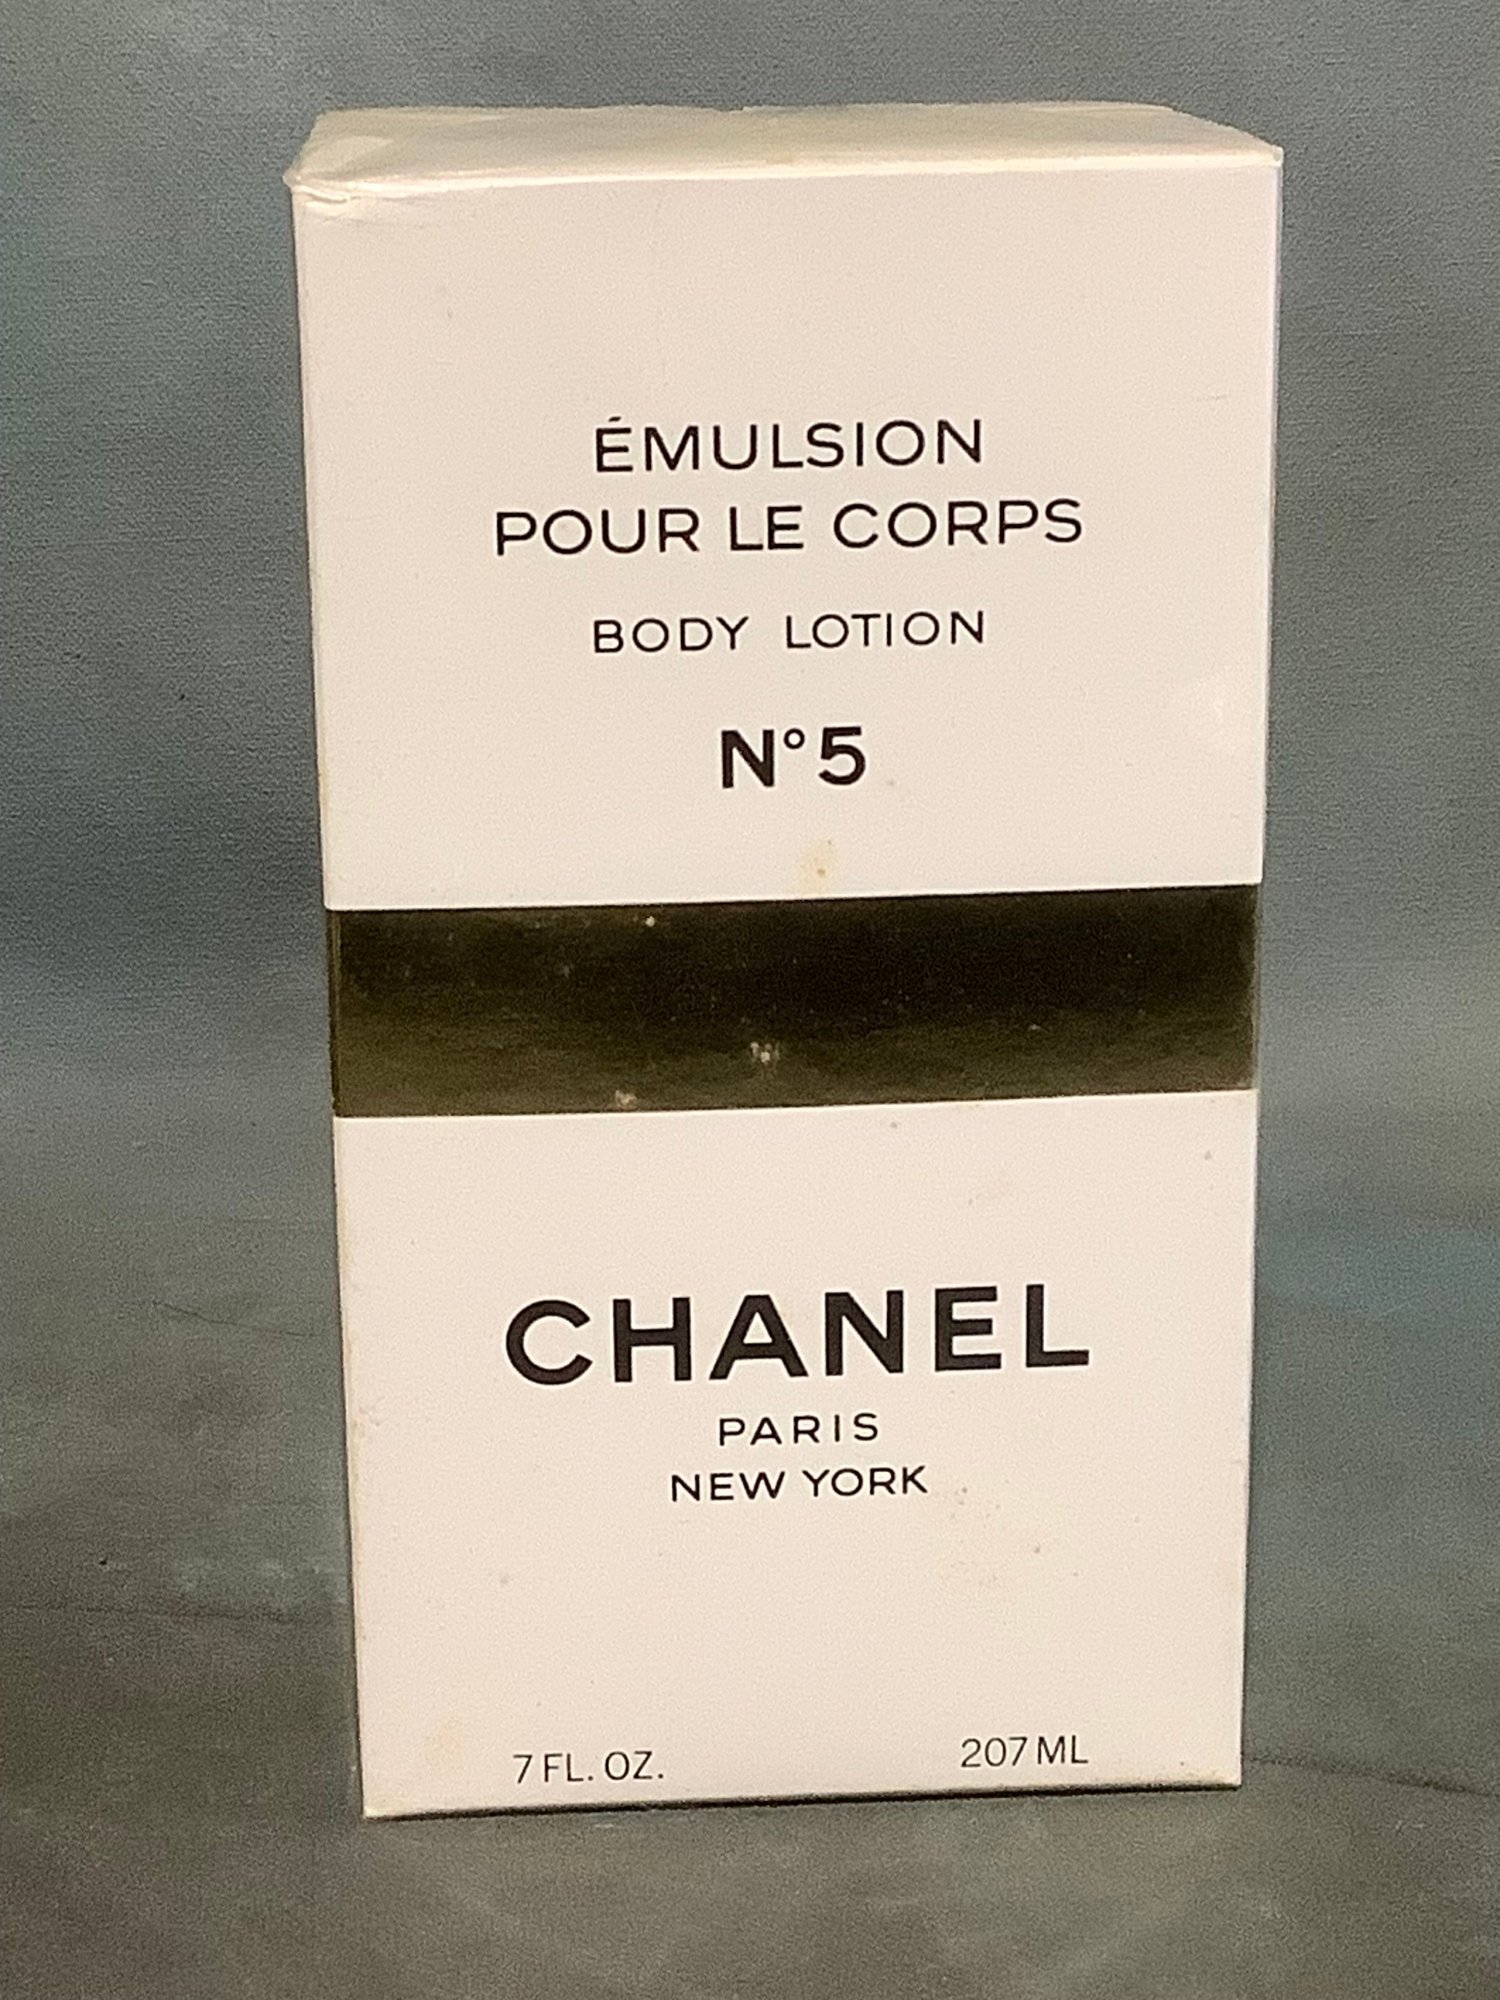 ÉMULSION
POUR LE CORPS
BODY LOTION
N°5
CHANEL
PARIS
NEW YORK
7 FL. OZ. 207 ML